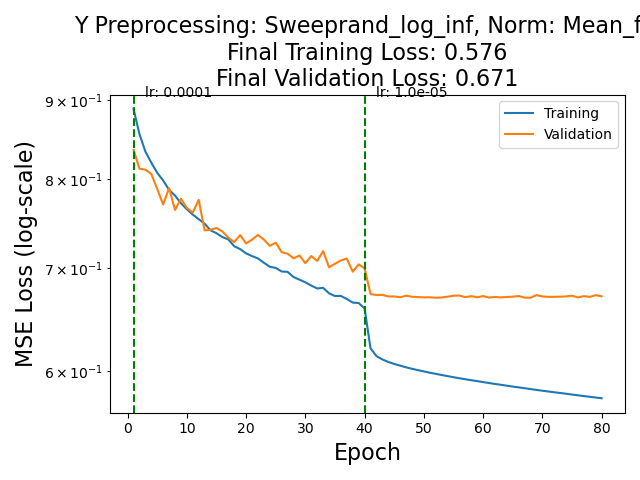 Y Preprocessing: Sweeprand_log_inf, Norm: Mean_f
Final Training Loss: 0.576
Final Validation Loss: 0.671
lr: 0.0001
lr: 1.0e-05
Training
Validation
MSE Loss (log-scale)
9 × 10⁻¹
8 × 10⁻¹
7 × 10⁻¹
6 × 10⁻¹
0 10 20 30 40 50 60 70 80
Epoch